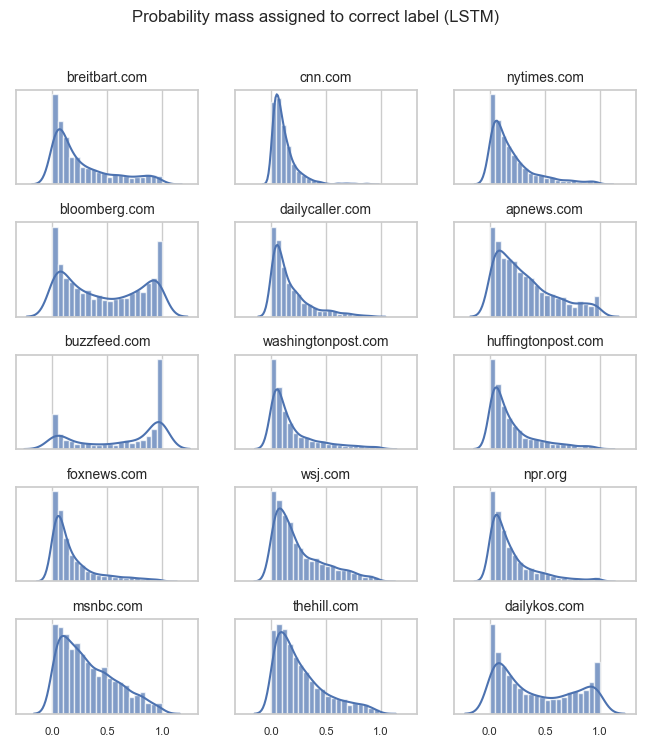 Probability mass assigned to correct label (LSTM)
breitbart.com cnn.com nytimes.com
bloomberg.com dailycaller.com apnews.com
buzzfeed.com washingtonpost.com huffingtonpost.com
foxnews.com wsj.com npr.org
msnbc.com thehill.com dailykos.com
0.0 0.5 1.0 0.0 0.5 1.0 0.0 0.5 1.0